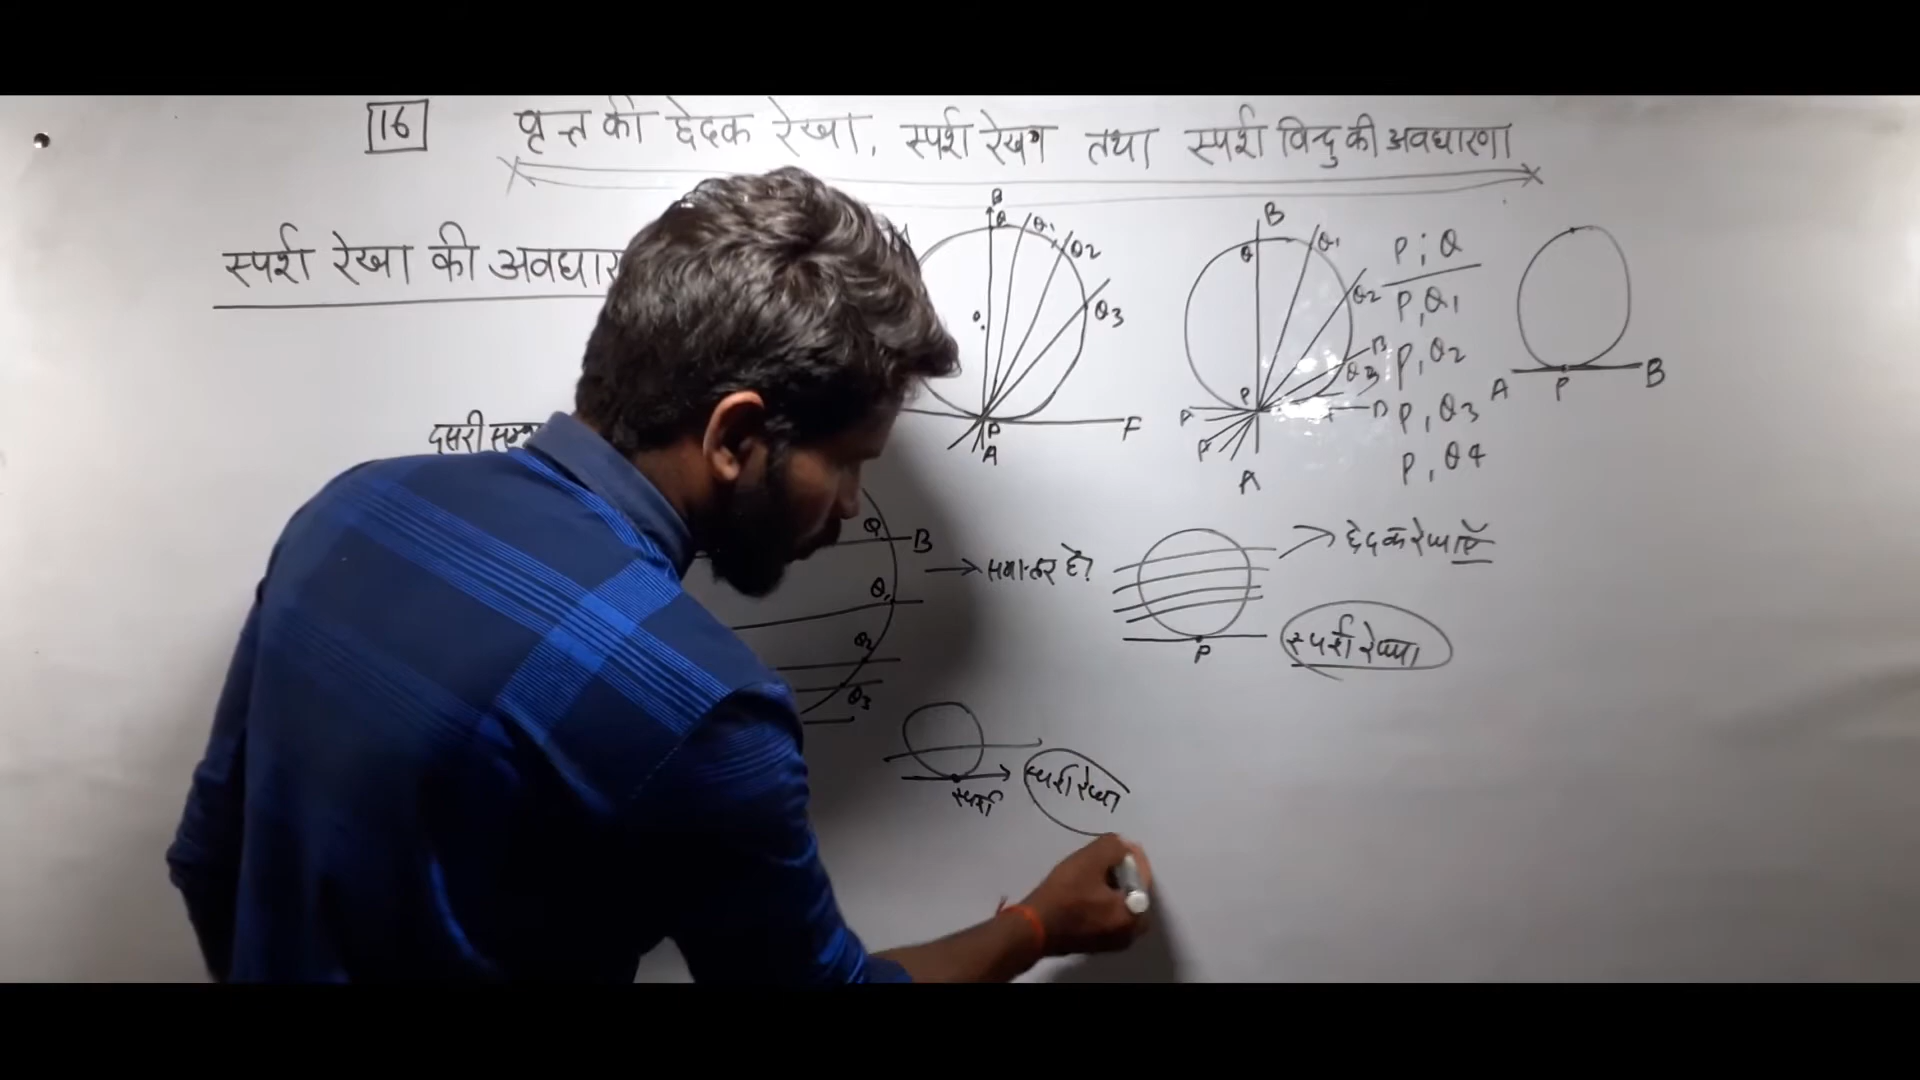 16 वृत्त की छेदक रेखा, स्पर्श रेखा तथा स्पर्श विन्दु की अवधारणा
स्पर्श रेखा की अवधार
B
Q Q1
Q2
Q3
P F
A
B
Q Q1
Q2
B
Q3
P
A D
P
A
P ; Q
P, Q1
P, Q2
P, Q3
P, Q4
A P B
दुसरी
Q B
Q1
Q2
Q3
समान्तर है?
छेदक रेखाएँ
P
स्पर्श रेखा
स्पर्श
स्पर्श रेखा